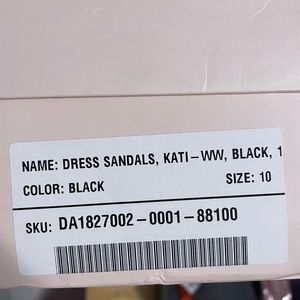 NAME: DRESS SANDALS, KATI-WW, BLACK, 1
COLOR: BLACK SIZE: 10
SKU: DA1827002-0001-88100